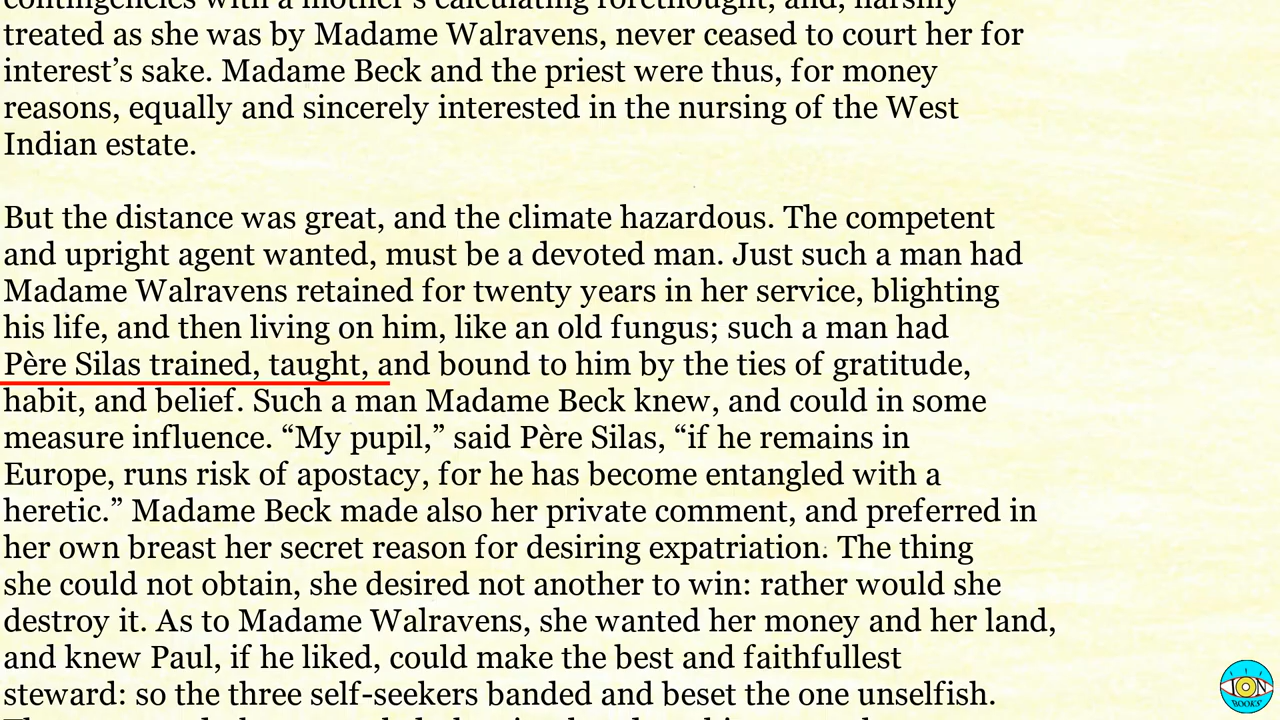 contingencies with a mother's calculating forethought, and, harshly
treated as she was by Madame Walravens, never ceased to court her for
interest’s sake. Madame Beck and the priest were thus, for money
reasons, equally and sincerely interested in the nursing of the West
Indian estate.
But the distance was great, and the climate hazardous. The competent
and upright agent wanted, must be a devoted man. Just such a man had
Madame Walravens retained for twenty years in her service, blighting
his life, and then living on him, like an old fungus; such a man had
Père Silas trained, taught, and bound to him by the ties of gratitude,
habit, and belief. Such a man Madame Beck knew, and could in some
measure influence. “My pupil,” said Père Silas, “if he remains in
Europe, runs risk of apostacy, for he has become entangled with a
heretic.” Madame Beck made also her private comment, and preferred in
her own breast her secret reason for desiring expatriation. The thing
she could not obtain, she desired not another to win: rather would she
destroy it. As to Madame Walravens, she wanted her money and her land,
and knew Paul, if he liked, could make the best and faithfullest
steward: so the three self-seekers banded and beset the one unselfish.
ION
BOOKS